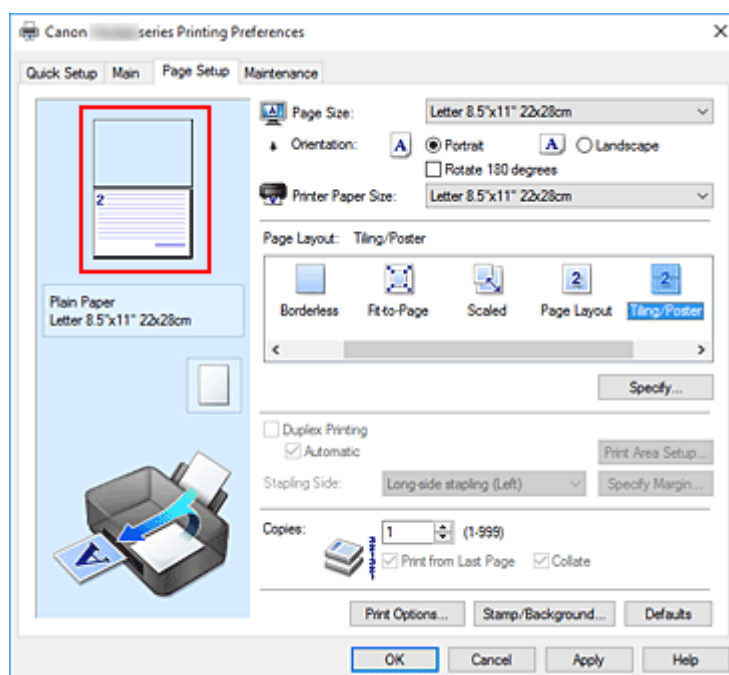 Canon series Printing Preferences
Quick Setup Main Page Setup Maintenance
2
Plain Paper
Letter 8.5"x11" 22x28cm
A
Page Size: Letter 8.5"x11" 22x28cm
Orientation: A Portrait A Landscape
Rotate 180 degrees
Printer Paper Size: Letter 8.5"x11" 22x28cm
Page Layout: Tiling/Poster
2 2
Borderless Fit-to-Page Scaled Page Layout Tiling/Poster
Specify...
Duplex Printing
Automatic Print Area Setup...
Stapling Side: Long-side stapling (Left) Specify Margin...
Copies: 1 (1-999)
Print from Last Page Collate
Print Options... Stamp/Background... Defaults
OK Cancel Apply Help